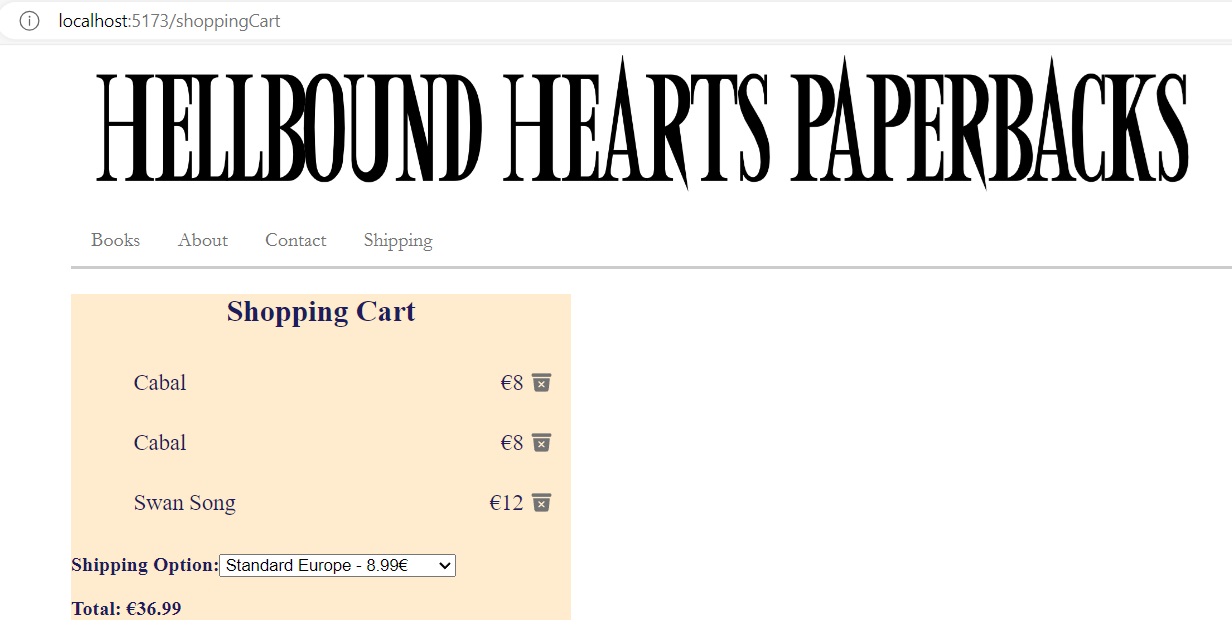 localhost:5173/shoppingCart
HELLBOUND HEARTS PAPERBACKS
Books About Contact Shipping
Shopping Cart
Cabal €8
Cabal €8
Swan Song €12
Shipping Option: Standard Europe - 8.99€
Total: €36.99